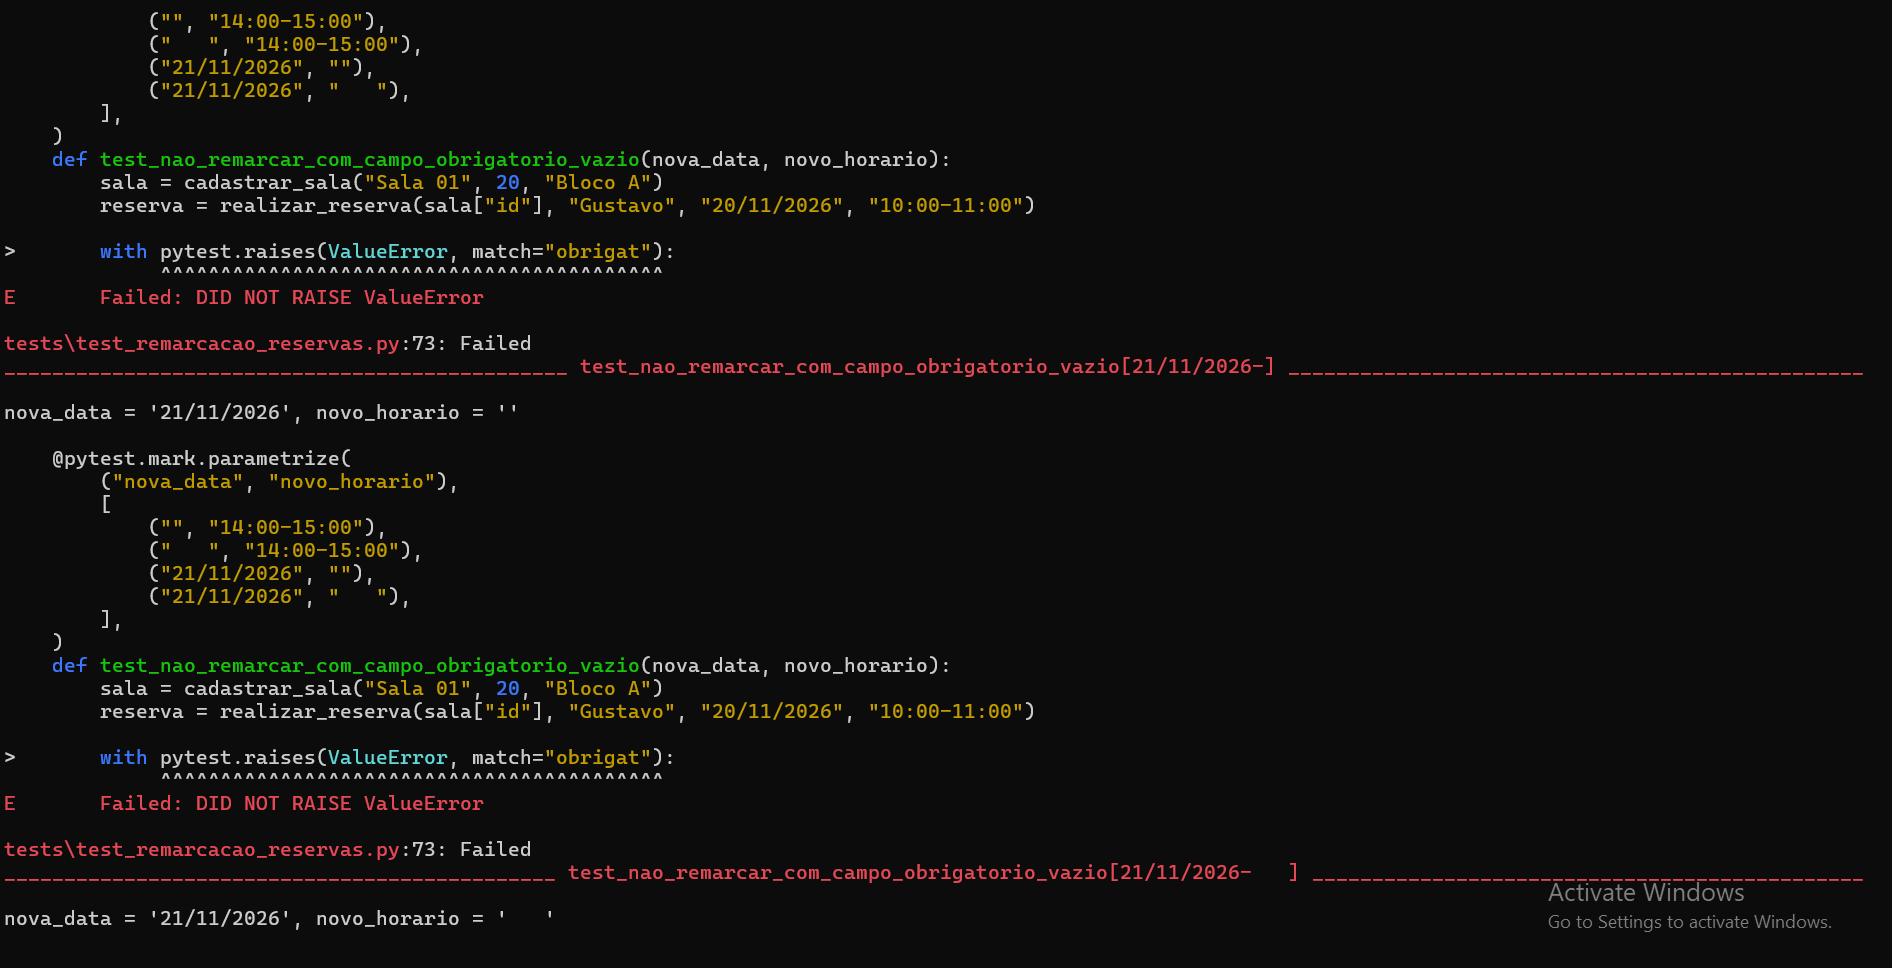 ("", "14:00-15:00"),
            ("   ", "14:00-15:00"),
            ("21/11/2026", ""),
            ("21/11/2026", "   "),
        ],
    )
    def test_nao_remarcar_com_campo_obrigatorio_vazio(nova_data, novo_horario):
        sala = cadastrar_sala("Sala 01", 20, "Bloco A")
        reserva = realizar_reserva(sala["id"], "Gustavo", "20/11/2026", "10:00-11:00")

>       with pytest.raises(ValueError, match="obrigat"):
             ^^^^^^^^^^^^^^^^^^^^^^^^^^^^^^^^^^^^^^^^^^
E       Failed: DID NOT RAISE ValueError

tests\test_remarcacao_reservas.py:73: Failed
_______________________________________________ test_nao_remarcar_com_campo_obrigatorio_vazio[21/11/2026-] ________________________________________________

nova_data = '21/11/2026', novo_horario = ''

    @pytest.mark.parametrize(
        ("nova_data", "novo_horario"),
        [
            ("", "14:00-15:00"),
            ("   ", "14:00-15:00"),
            ("21/11/2026", ""),
            ("21/11/2026", "   "),
        ],
    )
    def test_nao_remarcar_com_campo_obrigatorio_vazio(nova_data, novo_horario):
        sala = cadastrar_sala("Sala 01", 20, "Bloco A")
        reserva = realizar_reserva(sala["id"], "Gustavo", "20/11/2026", "10:00-11:00")

>       with pytest.raises(ValueError, match="obrigat"):
             ^^^^^^^^^^^^^^^^^^^^^^^^^^^^^^^^^^^^^^^^^^
E       Failed: DID NOT RAISE ValueError

tests\test_remarcacao_reservas.py:73: Failed
______________________________________________ test_nao_remarcar_com_campo_obrigatorio_vazio[21/11/2026-   ] ______________________________________________

nova_data = '21/11/2026', novo_horario = '   '
Activate Windows
Go to Settings to activate Windows.